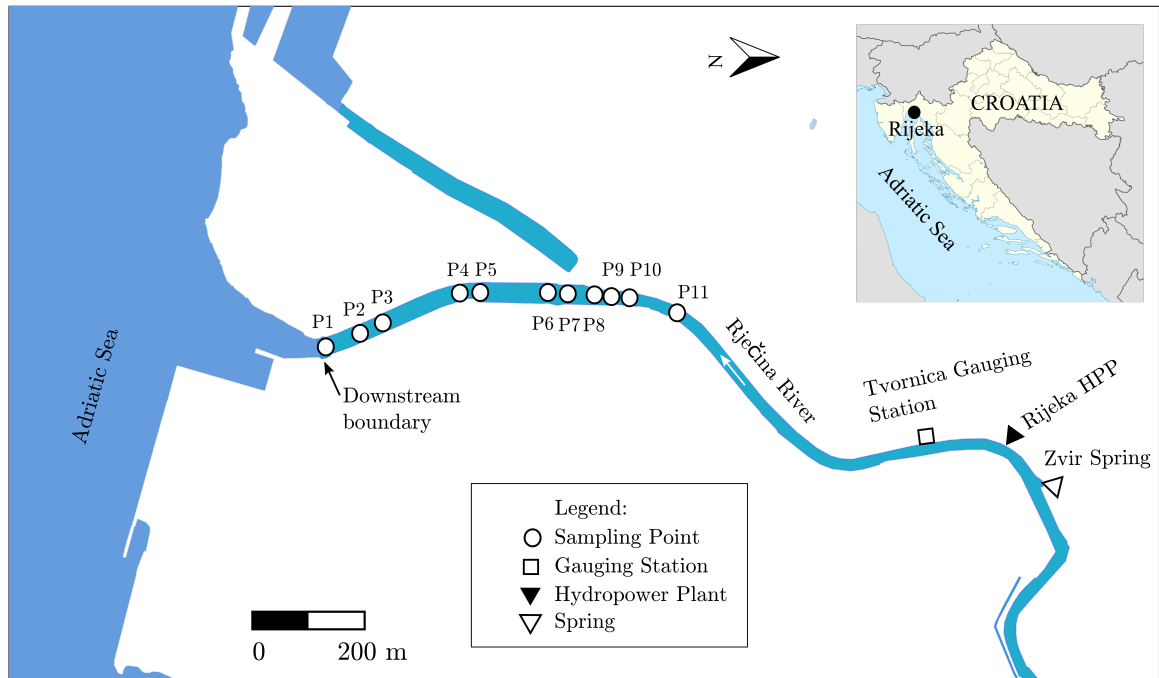 N
CROATIA
Rijeka
Adriatic Sea
P4 P5
P9 P10
P3
P2
P1
P11
P6 P7 P8
Downstream
boundary
Adriatic Sea
Rječina River
Tvornica Gauging
Station
Rijeka HPP
Zvir Spring
Legend:
Sampling Point
Gauging Station
Hydropower Plant
Spring
0 200 m